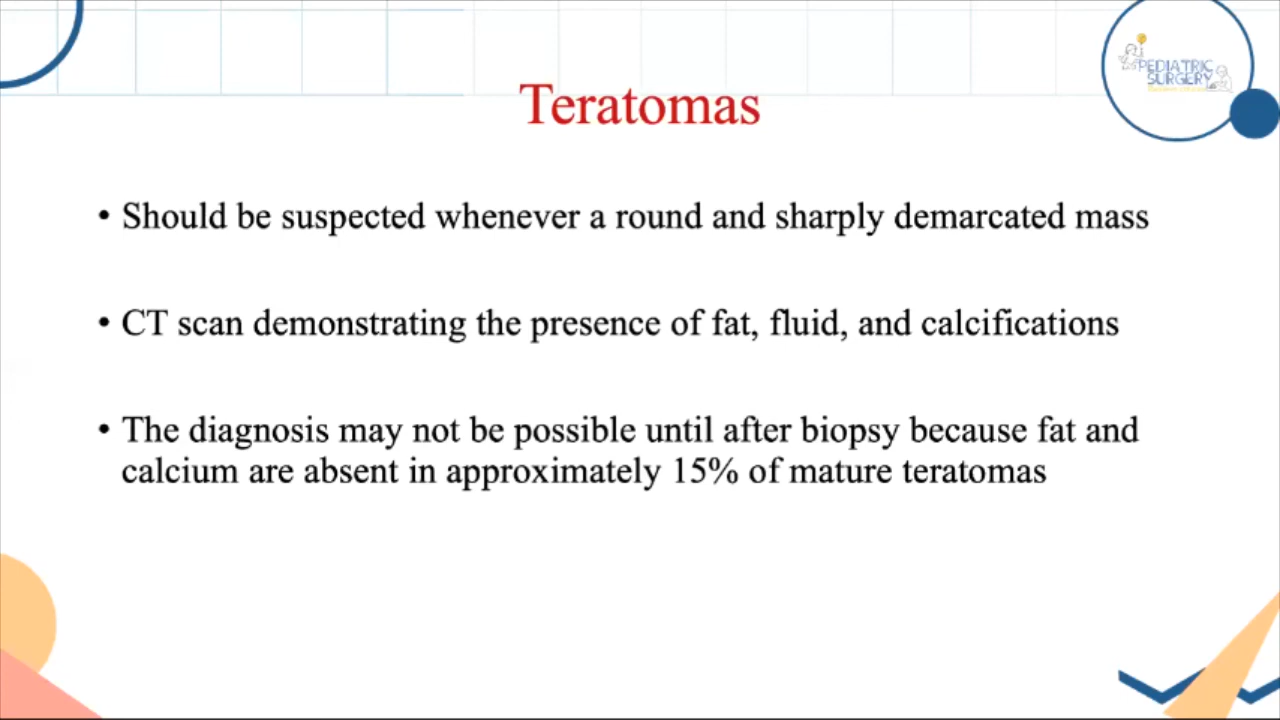 PEDIATRIC
SURGERY
Teratomas
• Should be suspected whenever a round and sharply demarcated mass
• CT scan demonstrating the presence of fat, fluid, and calcifications
• The diagnosis may not be possible until after biopsy because fat and
calcium are absent in approximately 15% of mature teratomas